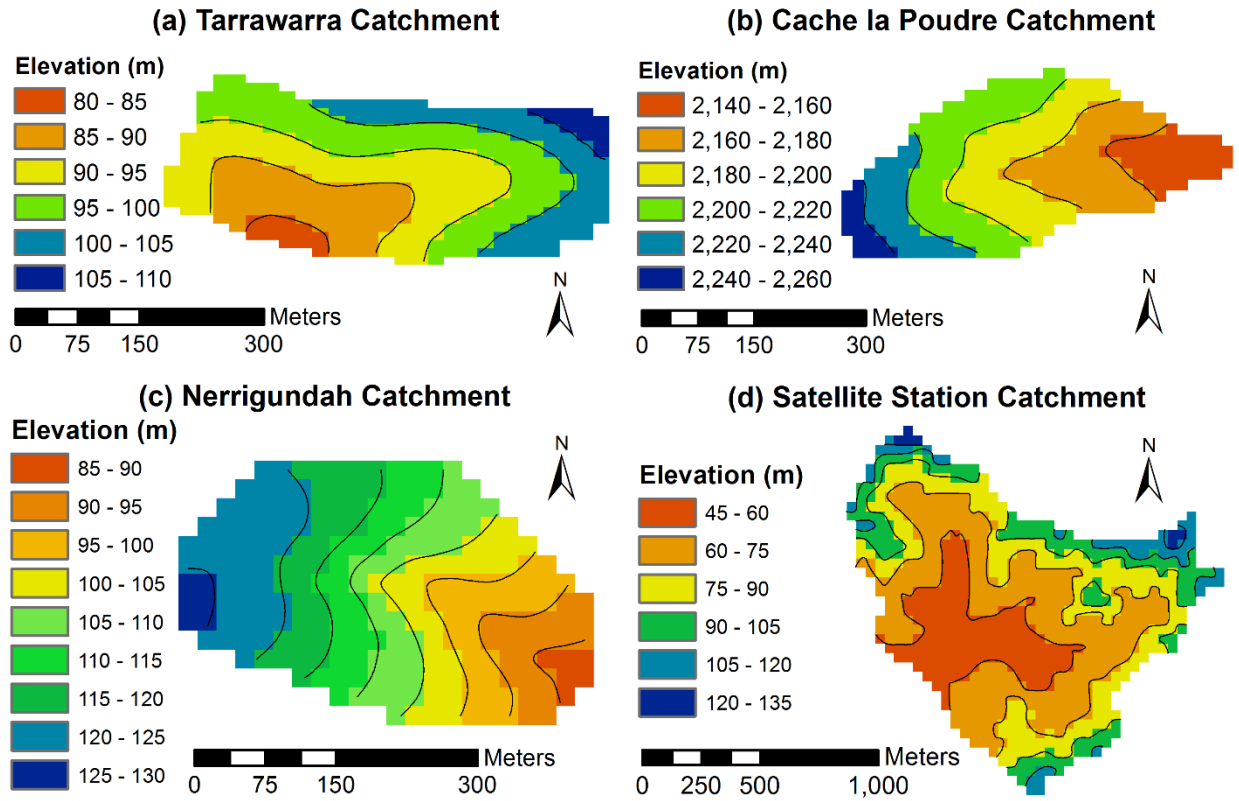 (a) Tarrawarra Catchment
Elevation (m)
80 - 85
85 - 90
90 - 95
95 - 100
100 - 105
105 - 110
N
Meters
0 75 150 300
(b) Cache la Poudre Catchment
Elevation (m)
2,140 - 2,160
2,160 - 2,180
2,180 - 2,200
2,200 - 2,220
2,220 - 2,240
2,240 - 2,260
N
Meters
0 75 150 300
(c) Nerrigundah Catchment
Elevation (m)
85 - 90
90 - 95
95 - 100
100 - 105
105 - 110
110 - 115
115 - 120
120 - 125
125 - 130
N
Meters
0 75 150 300
(d) Satellite Station Catchment
Elevation (m)
45 - 60
60 - 75
75 - 90
90 - 105
105 - 120
120 - 135
N
Meters
0 250 500 1,000